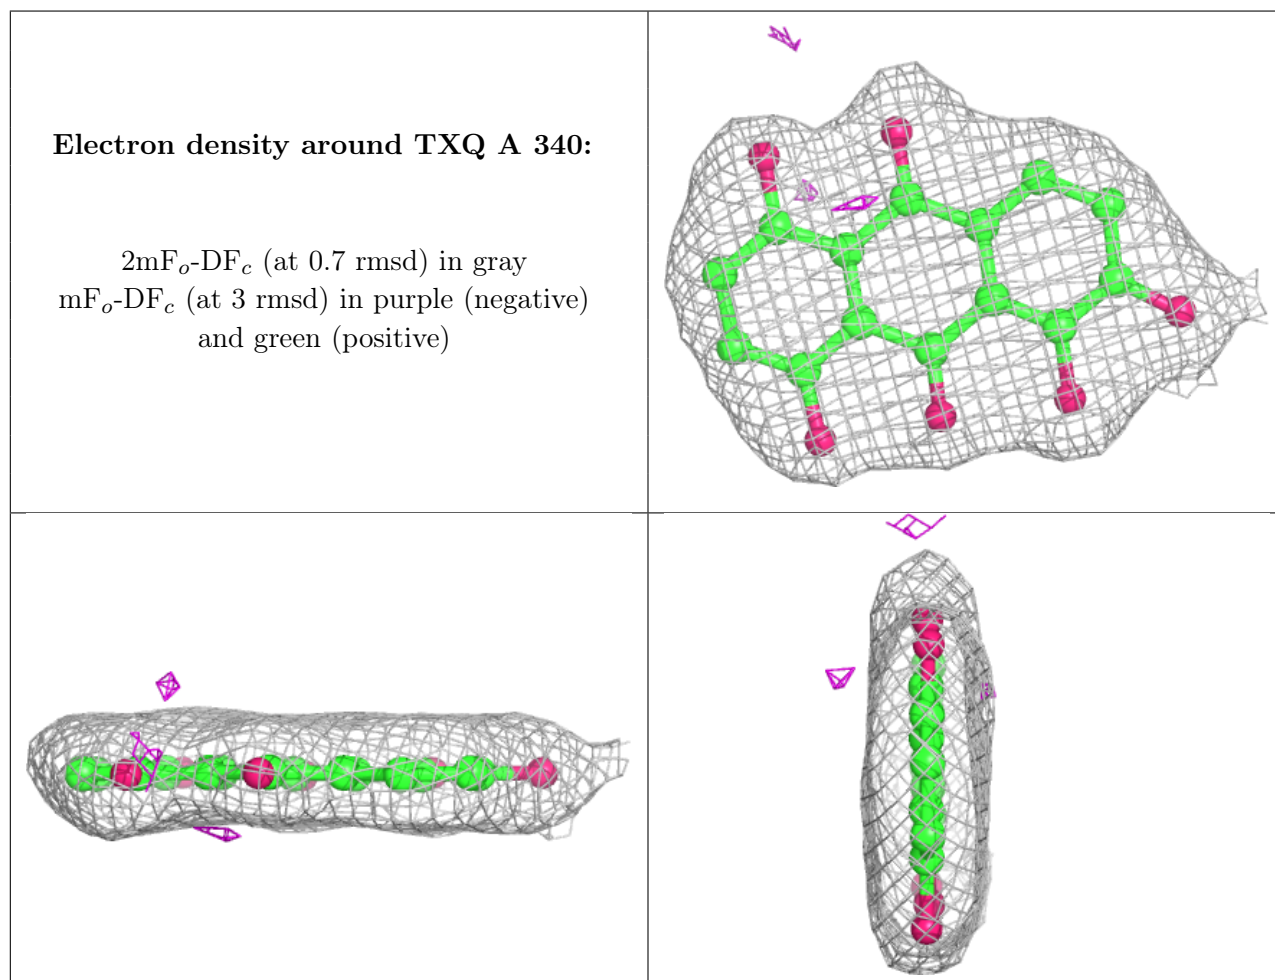 Electron density around TXQ A 340:
2mFo-DFc (at 0.7 rmsd) in gray
mFo-DFc (at 3 rmsd) in purple (negative)
and green (positive)